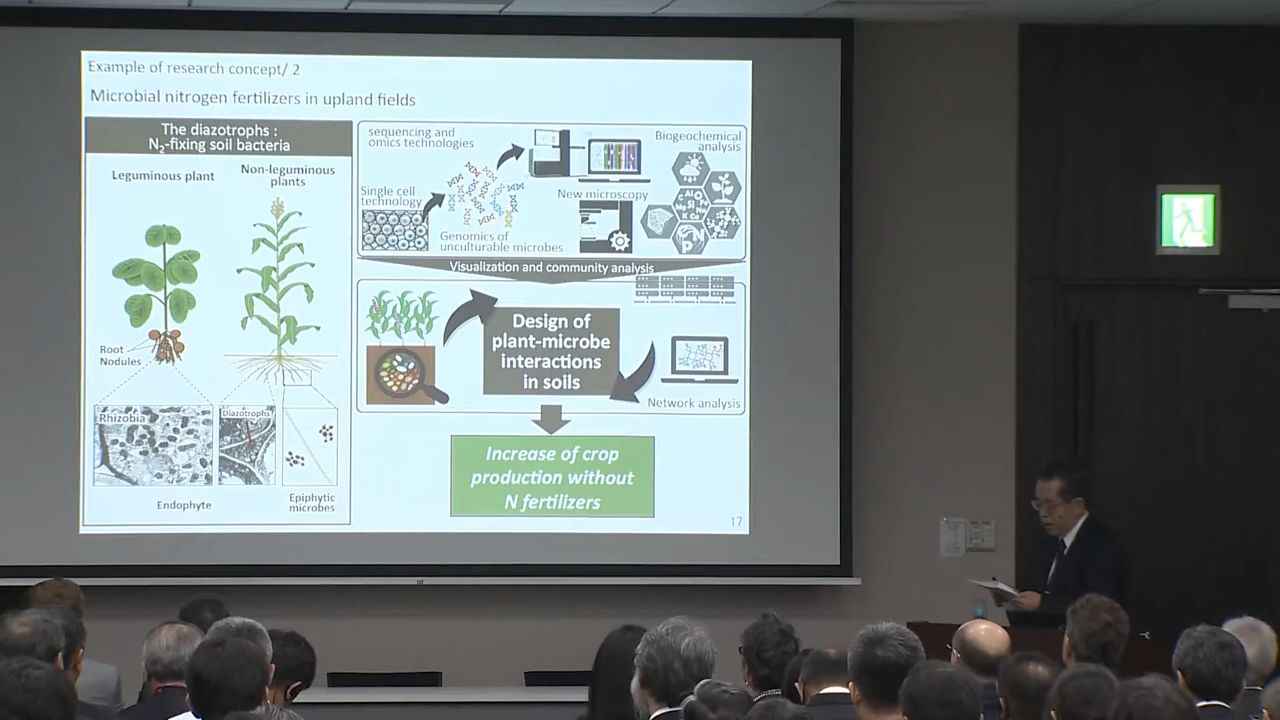 Example of research concept/ 2
Microbial nitrogen fertilizers in upland fields
The diazotrophs :
N₂-fixing soil bacteria
Leguminous plant
Non-leguminous
plants
Root
Nodules
Rhizobia
Diazotrophs
Endophyte
Epiphytic
microbes
sequencing and
omics technologies
Single cell
technology
Genomics of
unculturable microbes
New microscopy
Biogeochemical
analysis
Visualization and community analysis
Design of
plant-microbe
interactions
in soils
Network analysis
Increase of crop
production without
N fertilizers
17